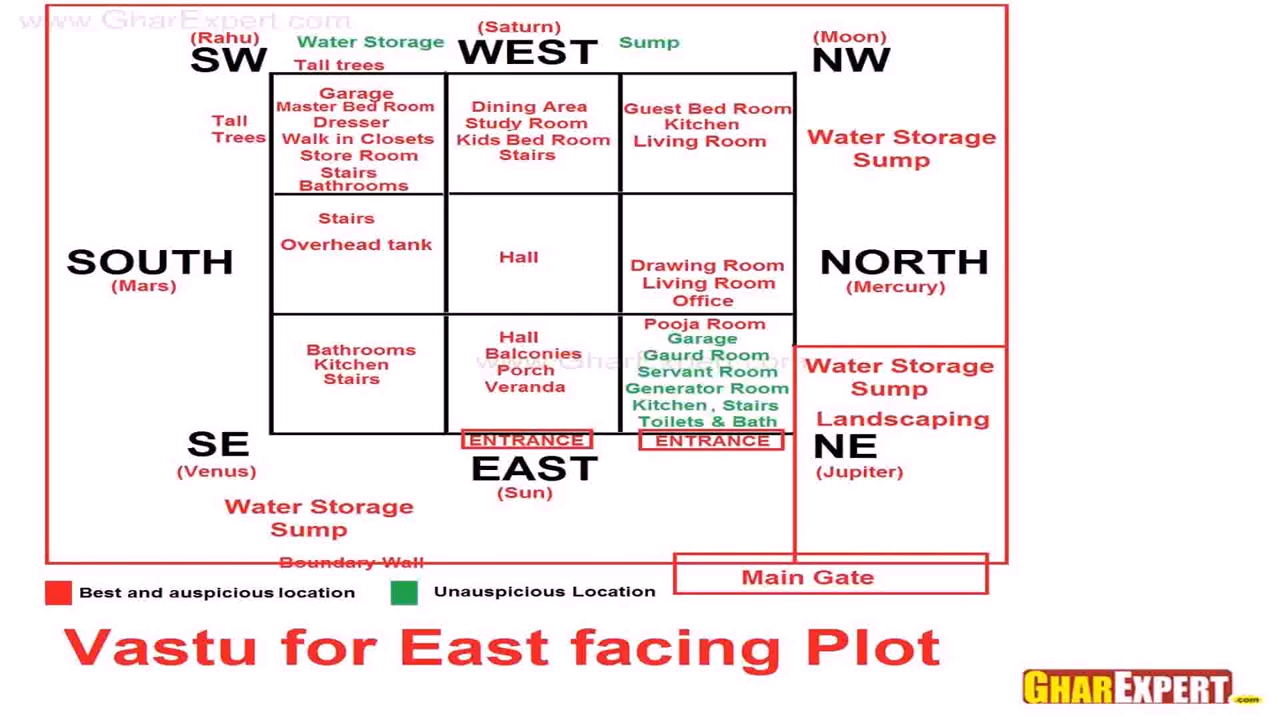 www.GharExpert.com
(Rahu)
SW
Water Storage
Tall trees
(Saturn)
WEST
Sump
(Moon)
NW
Tall
Trees
Garage
Master Bed Room
Dresser
Walk in Closets
Store Room
Stairs
Bathrooms
Dining Area
Study Room
Kids Bed Room
Stairs
Guest Bed Room
Kitchen
Living Room
Water Storage
Sump
SOUTH
(Mars)
Stairs
Overhead tank
Hall
Drawing Room
Living Room
Office
NORTH
(Mercury)
Bathrooms
Kitchen
Stairs
Hall
Balconies
Porch
Veranda
www.GharExpert.com
Pooja Room
Garage
Gaurd Room
Servant Room
Generator Room
Kitchen , Stairs
Toilets & Bath
Water Storage
Sump
Landscaping
NE
(Jupiter)
SE
(Venus)
ENTRANCE
ENTRANCE
EAST
(Sun)
Water Storage
Sump
Boundary Wall
Main Gate
Best and auspicious location
Unauspicious Location
Vastu for East facing Plot
GHAREXPERT.com